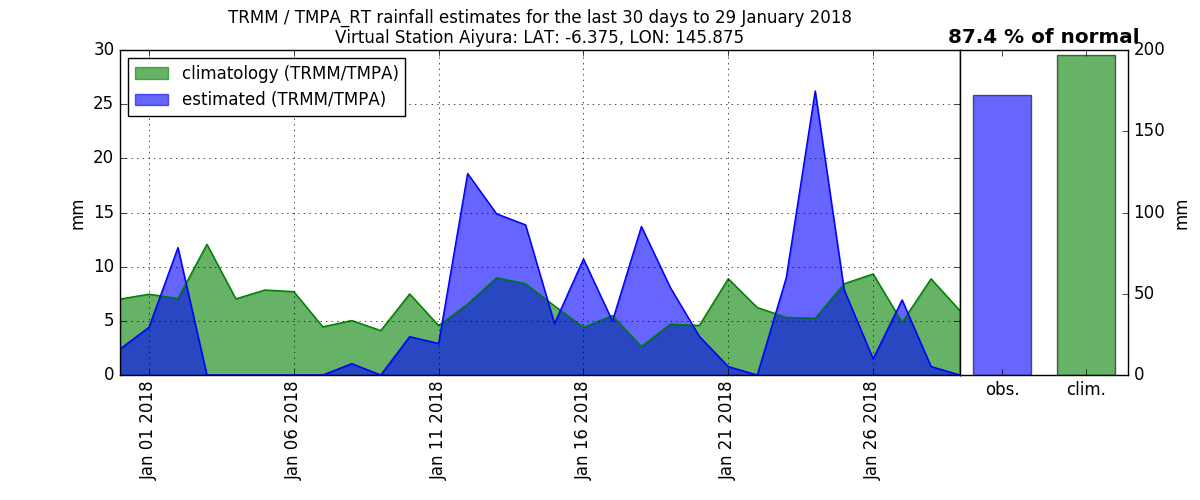 TRMM / TMPA_RT rainfall estimates for the last 30 days to 29 January 2018
Virtual Station Aiyura: LAT: -6.375, LON: 145.875
87.4 % of normal
climatology (TRMM/TMPA)
estimated (TRMM/TMPA)
30
25
20
15
10
5
0
mm
Jan 01 2018
Jan 06 2018
Jan 11 2018
Jan 16 2018
Jan 21 2018
Jan 26 2018
obs.
clim.
200
150
100
50
0
mm